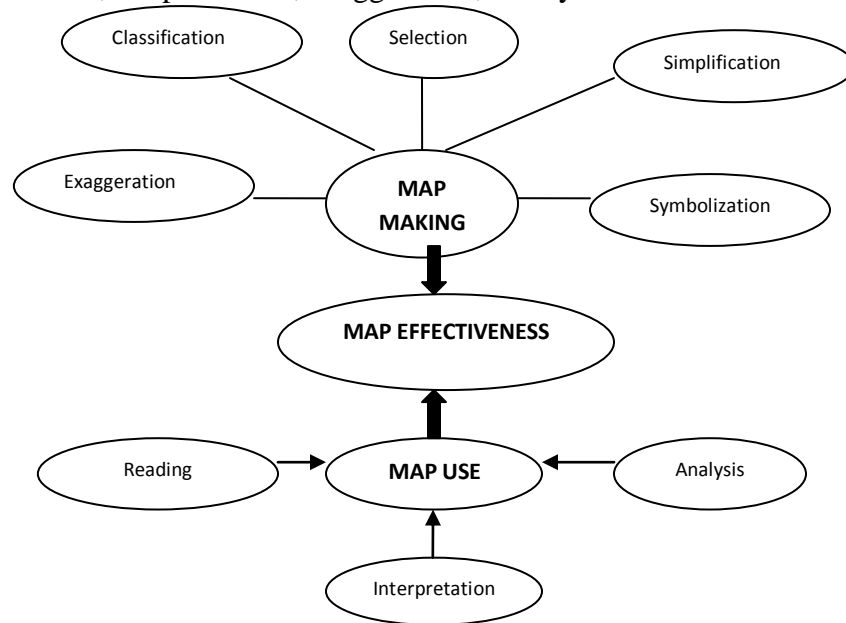 Classification
Selection
Simplification
Exaggeration
MAP
MAKING
Symbolization
MAP EFFECTIVENESS
Reading
MAP USE
Analysis
Interpretation